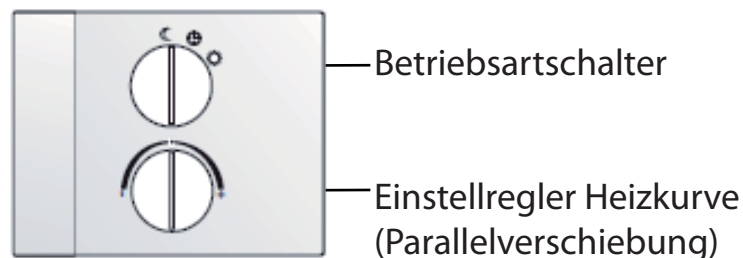 Betriebsartschalter
Einstellregler Heizkurve
(Parallelverschiebung)